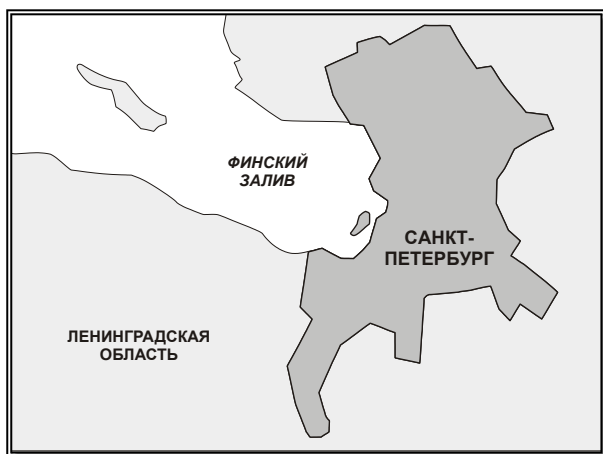 ФИНСКИЙ
ЗАЛИВ
САНКТ-
ПЕТЕРБУРГ
ЛЕНИНГРАДСКАЯ
ОБЛАСТЬ